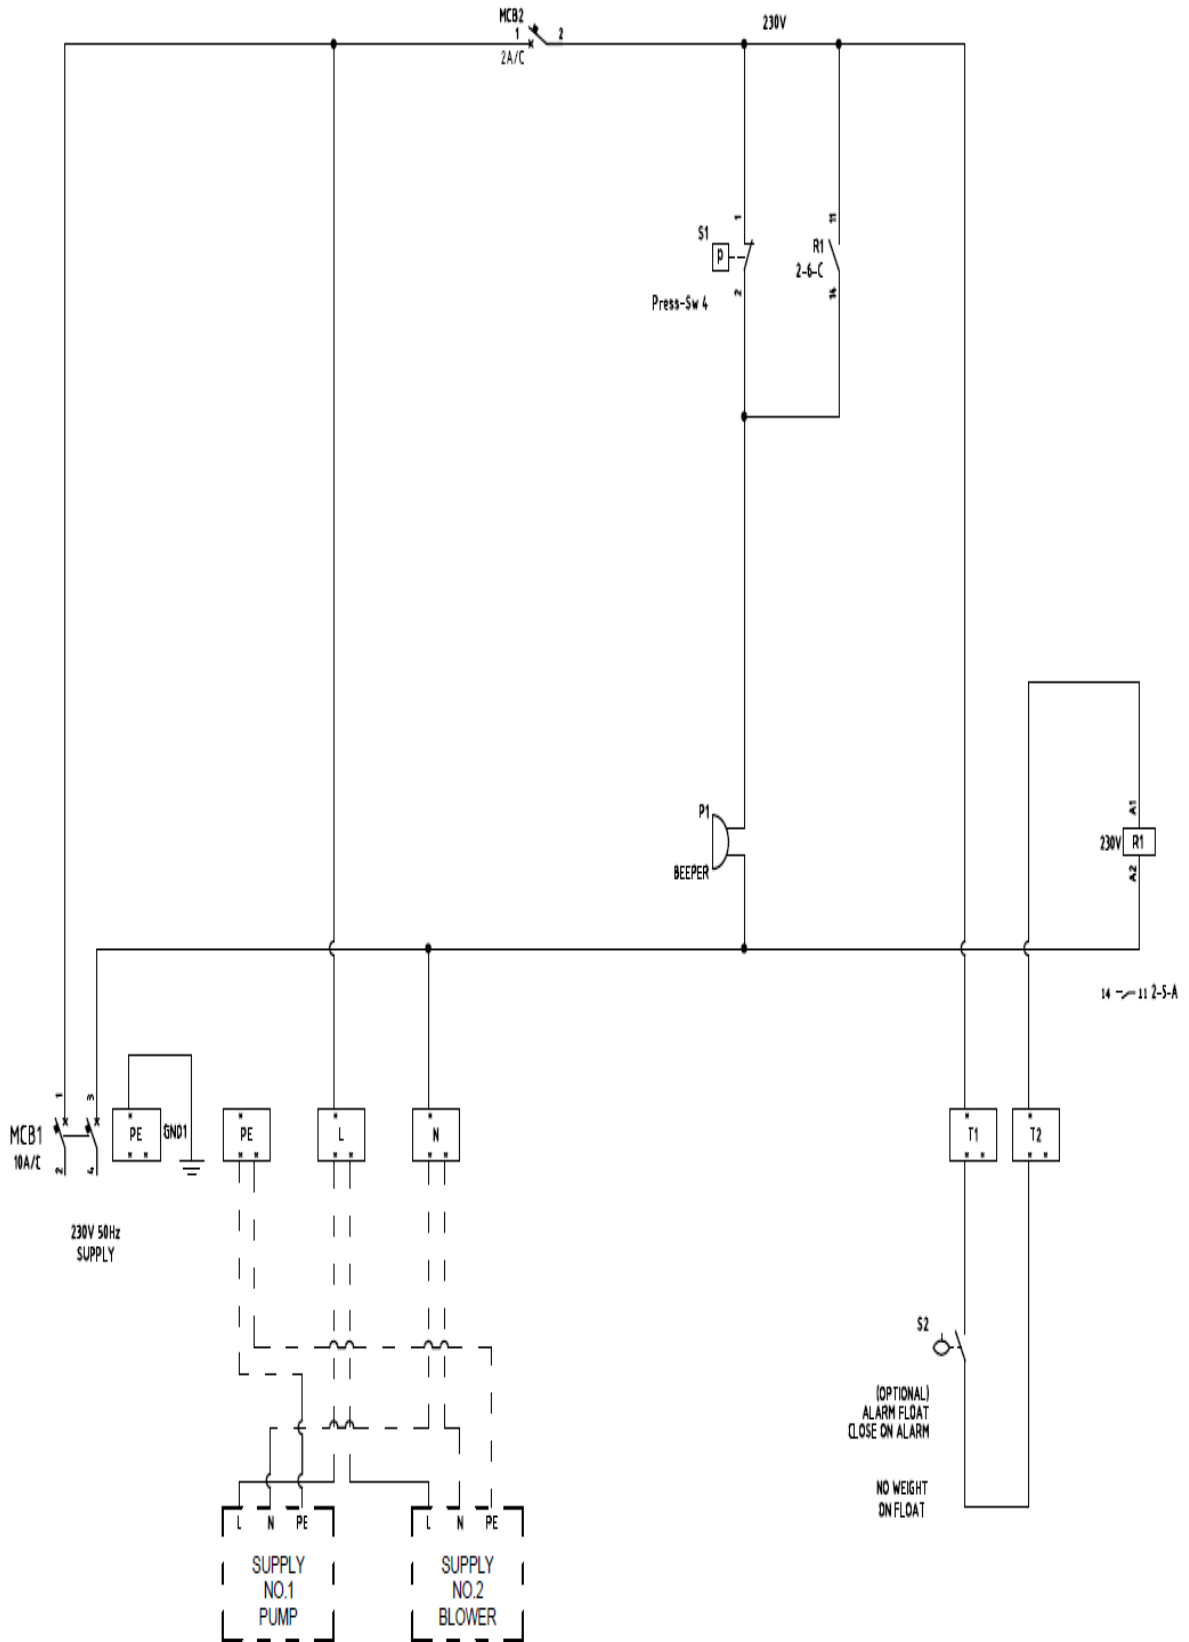 MCB2
1
2
2A/C
230V
1
S1
P
2
Press-Sw 4
11
R1
2-6-C
14
P1
BEEPER
A1
230V
R1
A2
14
11 2-5-A
1
3
MCB1
10A/C
2
4
PE
GND1
PE
L
N
T1
T2
230V 50Hz
SUPPLY
S2
(OPTIONAL)
ALARM FLOAT
CLOSE ON ALARM
NO WEIGHT
ON FLOAT
L N PE
SUPPLY
NO.1
PUMP
L N PE
SUPPLY
NO.2
BLOWER